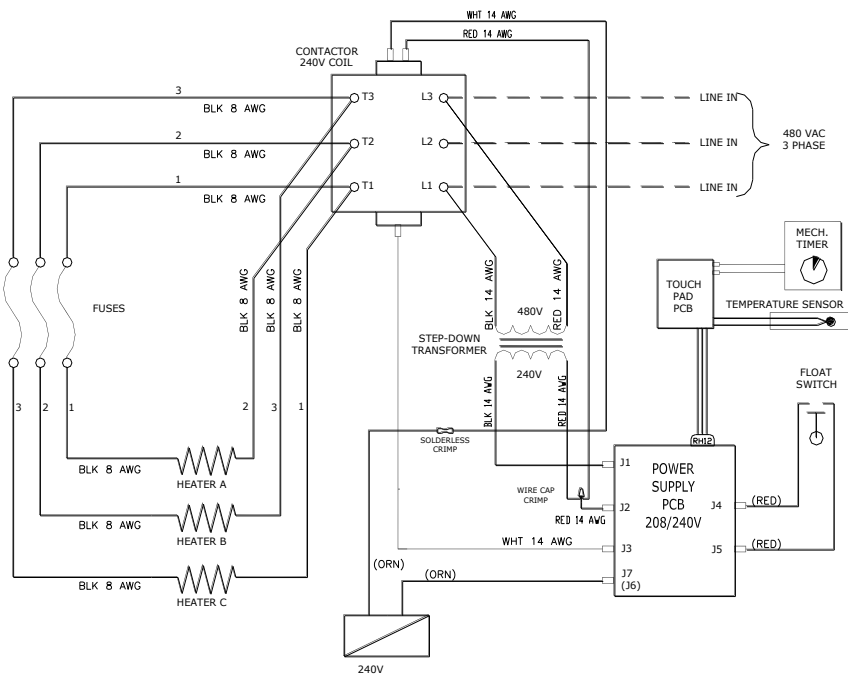 WHT 14 AWG
RED 14 AWG
CONTACTOR
240V COIL
3
BLK 8 AWG
T3
L3
LINE IN
2
BLK 8 AWG
T2
L2
LINE IN
480 VAC
3 PHASE
1
BLK 8 AWG
T1
L1
LINE IN
MECH.
TIMER
TOUCH
PAD
PCB
TEMPERATURE SENSOR
FUSES
BLK 8 AWG
BLK 8 AWG
BLK 8 AWG
BLK 14 AWG
RED 14 AWG
480V
STEP-DOWN
TRANSFORMER
240V
BLK 14 AWG
RED 14 AWG
FLOAT
SWITCH
3
2
1
2
3
1
SOLDERLESS
CRIMP
RH12
BLK 8 AWG
HEATER A
J1
POWER
SUPPLY
PCB
208/240V
WIRE CAP
CRIMP
J2
J4
(RED)
RED 14 AWG
BLK 8 AWG
HEATER B
WHT 14 AWG
J3
J5
(RED)
(ORN)
(ORN)
J7
(J6)
BLK 8 AWG
HEATER C
240V